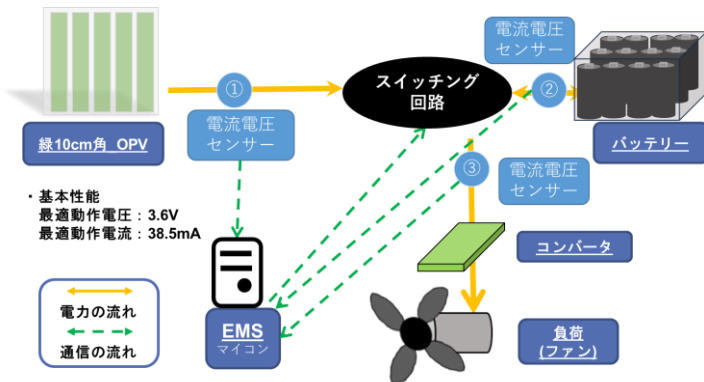 電流電圧
センサー
①
スイッチング
回路
②
緑10cm角_OPV
電流電圧
センサー
バッテリー
③
電流電圧
センサー
・基本性能
最適動作電圧：3.6V
最適動作電流：38.5mA
コンバータ
電力の流れ
通信の流れ
EMS
マイコン
負荷
(ファン)